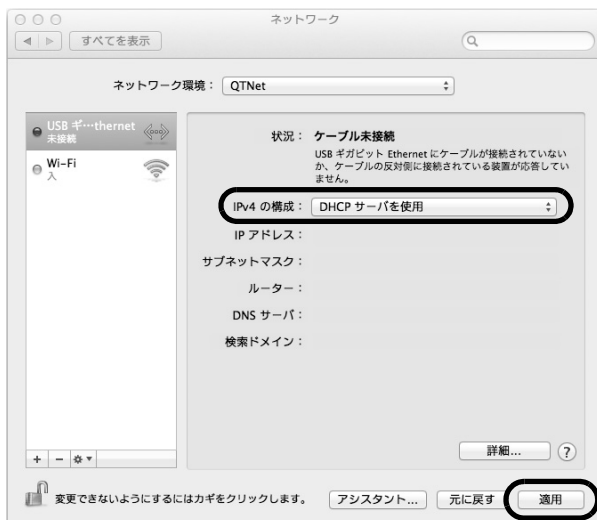 ネットワーク
すべてを表示
ネットワーク環境： QTNet
USB ギ…thernet
未接続
Wi-Fi
入
状況： ケーブル未接続
USB ギガビット Ethernet にケーブルが接続されていない
か、ケーブルの反対側に接続されている装置が応答してい
ません。
IPv4 の構成： DHCP サーバを使用
IP アドレス：
サブネットマスク：
ルーター：
DNS サーバ：
検索ドメイン：
詳細... ?
+ −
変更できないようにするにはカギをクリックします。 アシスタント... 元に戻す 適用